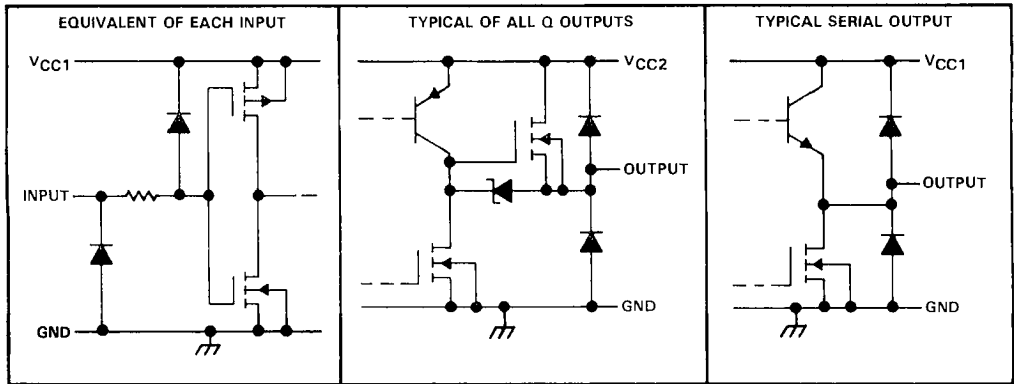 EQUIVALENT OF EACH INPUT
VCC1
INPUT
GND
TYPICAL OF ALL Q OUTPUTS
VCC2
OUTPUT
GND
TYPICAL SERIAL OUTPUT
VCC1
OUTPUT
GND